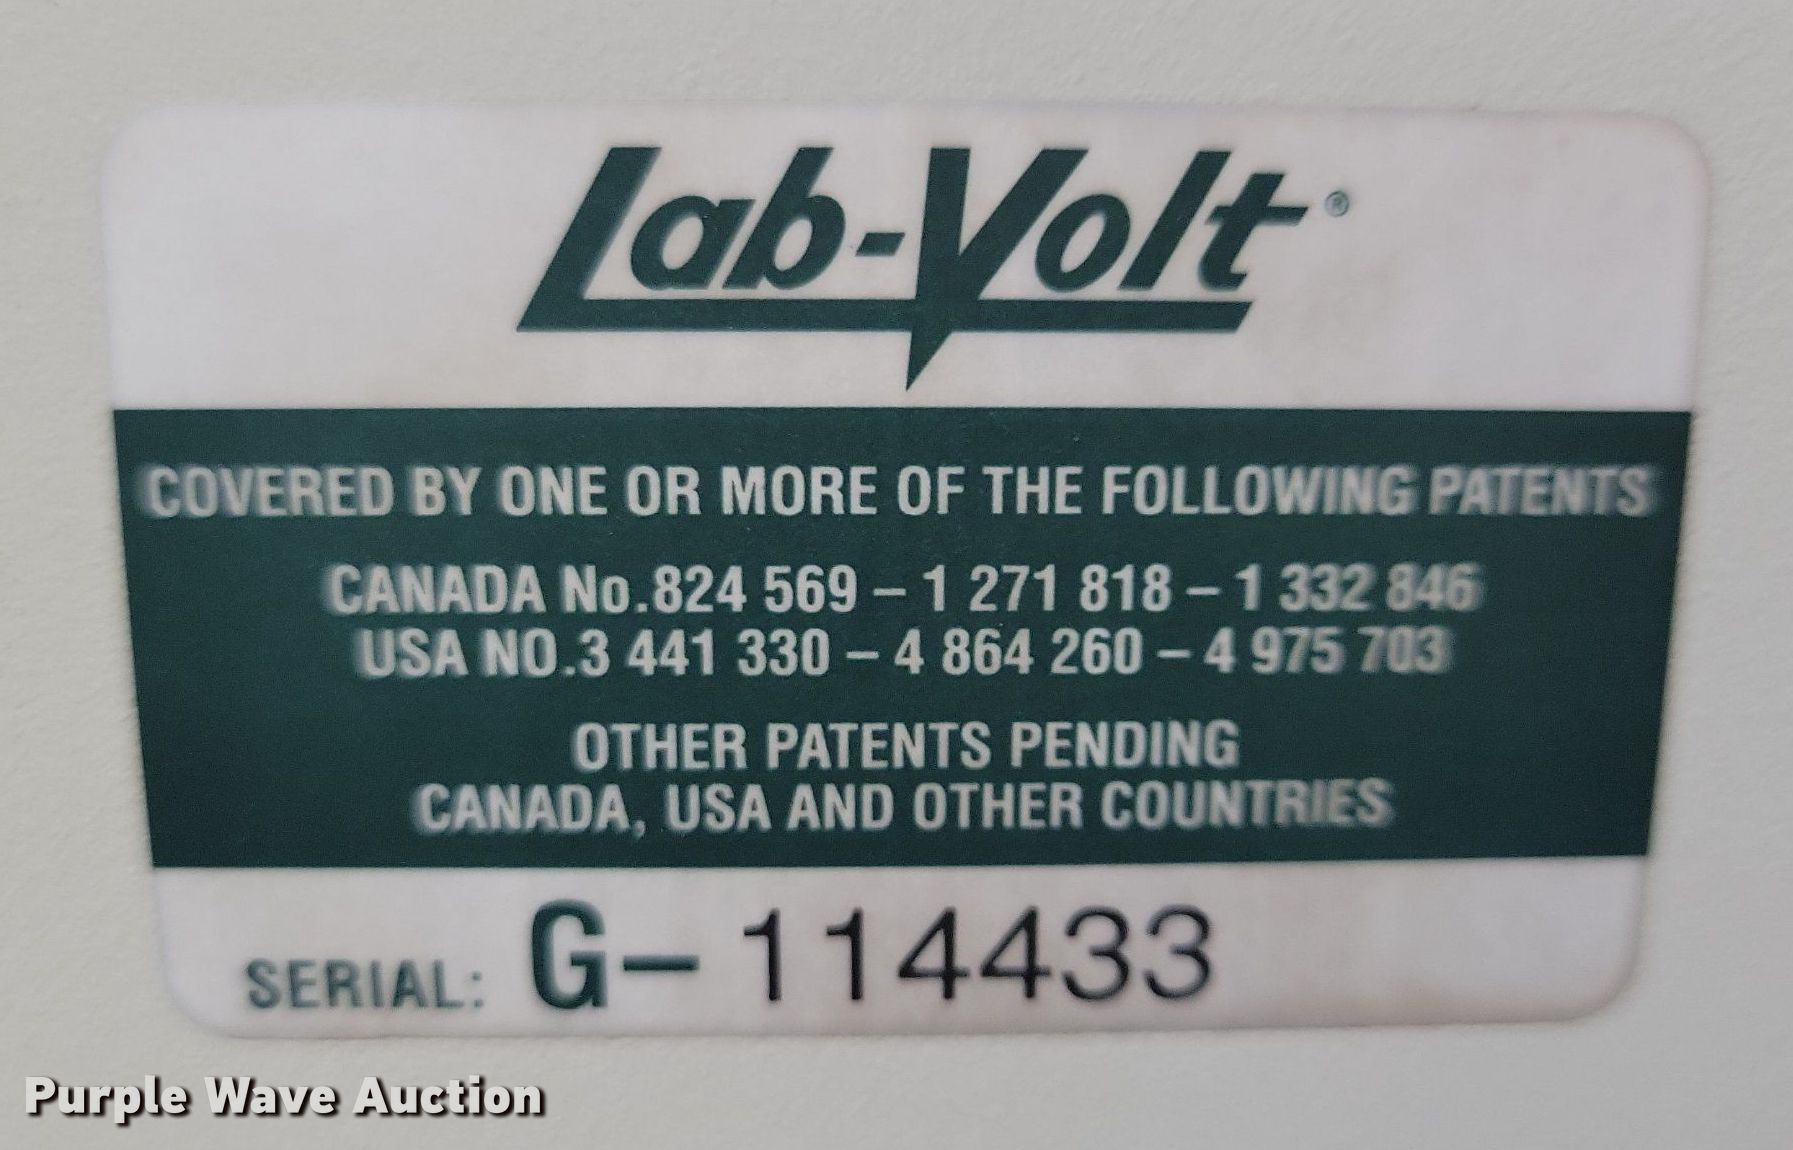 Lab-Volt®
COVERED BY ONE OR MORE OF THE FOLLOWING PATENTS
CANADA No.824 569 – 1 271 818 – 1 332 846
USA NO.3 441 330 – 4 864 260 – 4 975 703
OTHER PATENTS PENDING
CANADA, USA AND OTHER COUNTRIES
SERIAL: G– 114433
Purple Wave Auction